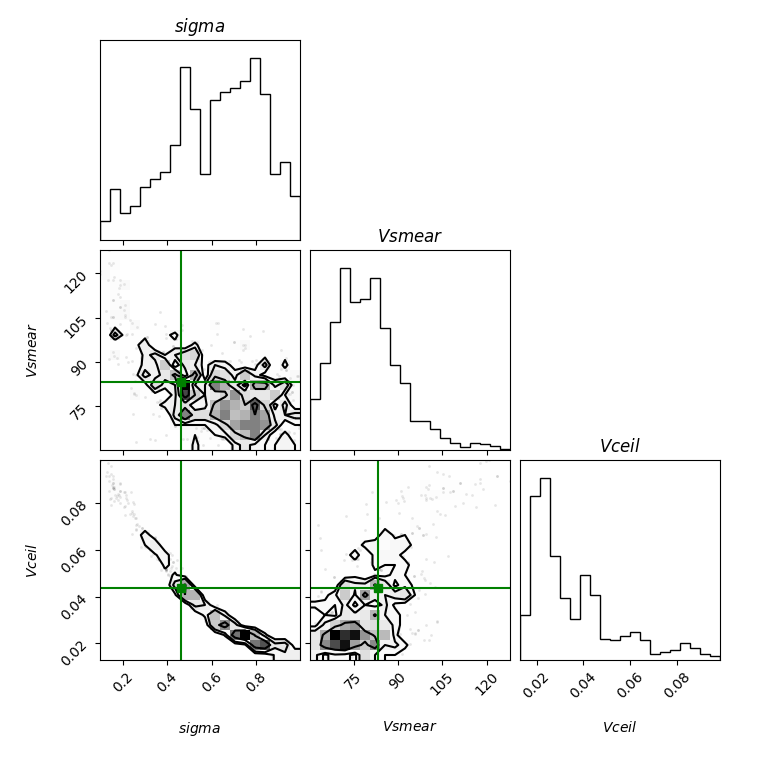 sigma
Vsmear
120
105
90
75
Vsmear
Vceil
0.08
0.06
0.04
0.02
Vceil
0.2 0.4 0.6 0.8
75 90 105 120
0.02 0.04 0.06 0.08
sigma
Vsmear
Vceil